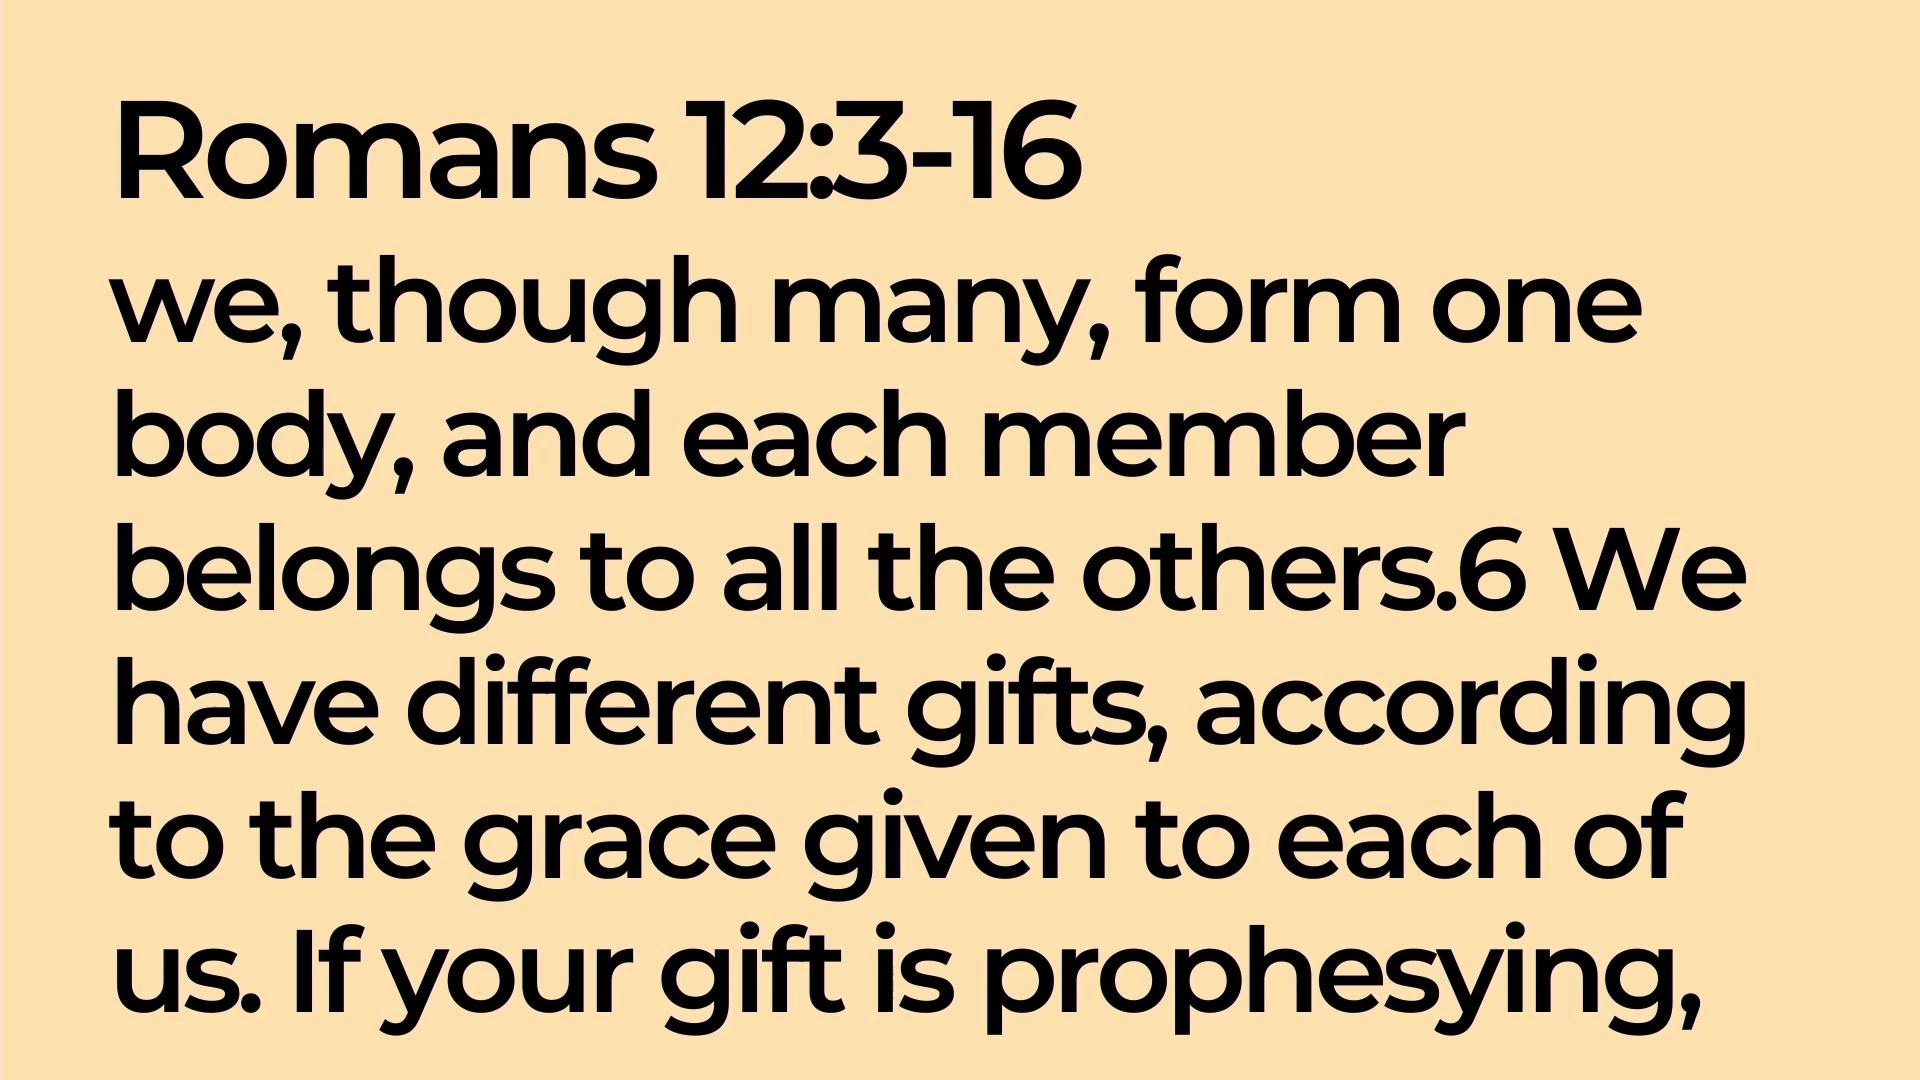 Romans 12:3-16
we, though many, form one
body, and each member
belongs to all the others.6 We
have different gifts, according
to the grace given to each of
us. If your gift is prophesying,